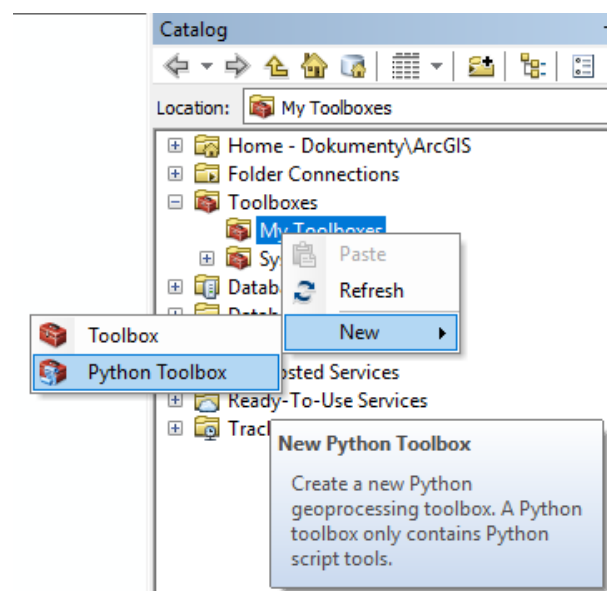 Catalog
Location: My Toolboxes
Home - Dokumenty\ArcGIS
Folder Connections
Toolboxes
My Toolboxes
Paste
Refresh
New
Toolbox
Python Toolbox
Hosted Services
Ready-To-Use Services
New Python Toolbox
Create a new Python
geoprocessing toolbox. A Python
toolbox only contains Python
script tools.